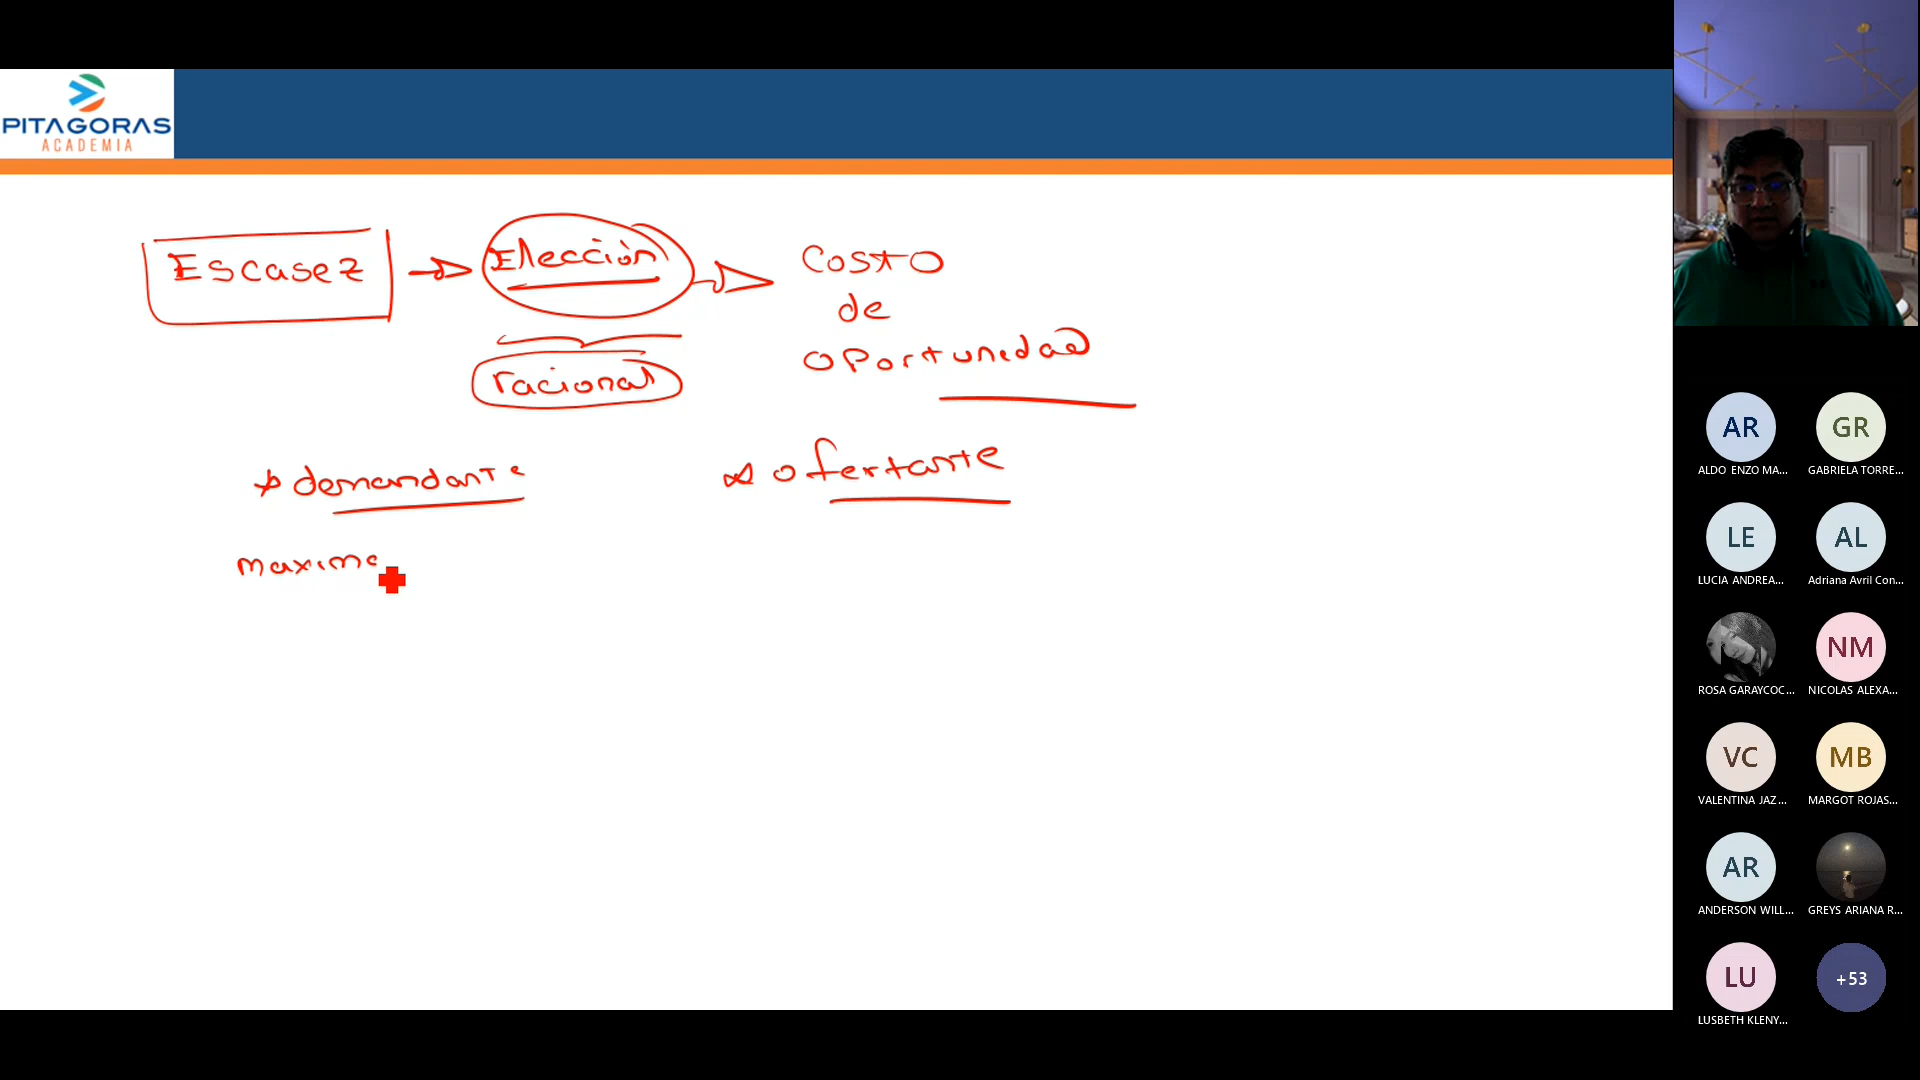 PITAGORAS
ACADEMIA
Escasez
Elección
Costo
de
oportunidad
racional
demandante
ofertante
maxime
AR
GR
ALDO ENZO MA...
GABRIELA TORRE...
LE
AL
LUCIA ANDREA...
Adriana Avril Con...
ROSA GARAYCOC...
NM
NICOLAS ALEXA...
VC
MB
VALENTINA JAZ...
MARGOT ROJAS...
AR
ANDERSON WILL...
GREYS ARIANA R...
LU
+53
LUSBETH KLENY...